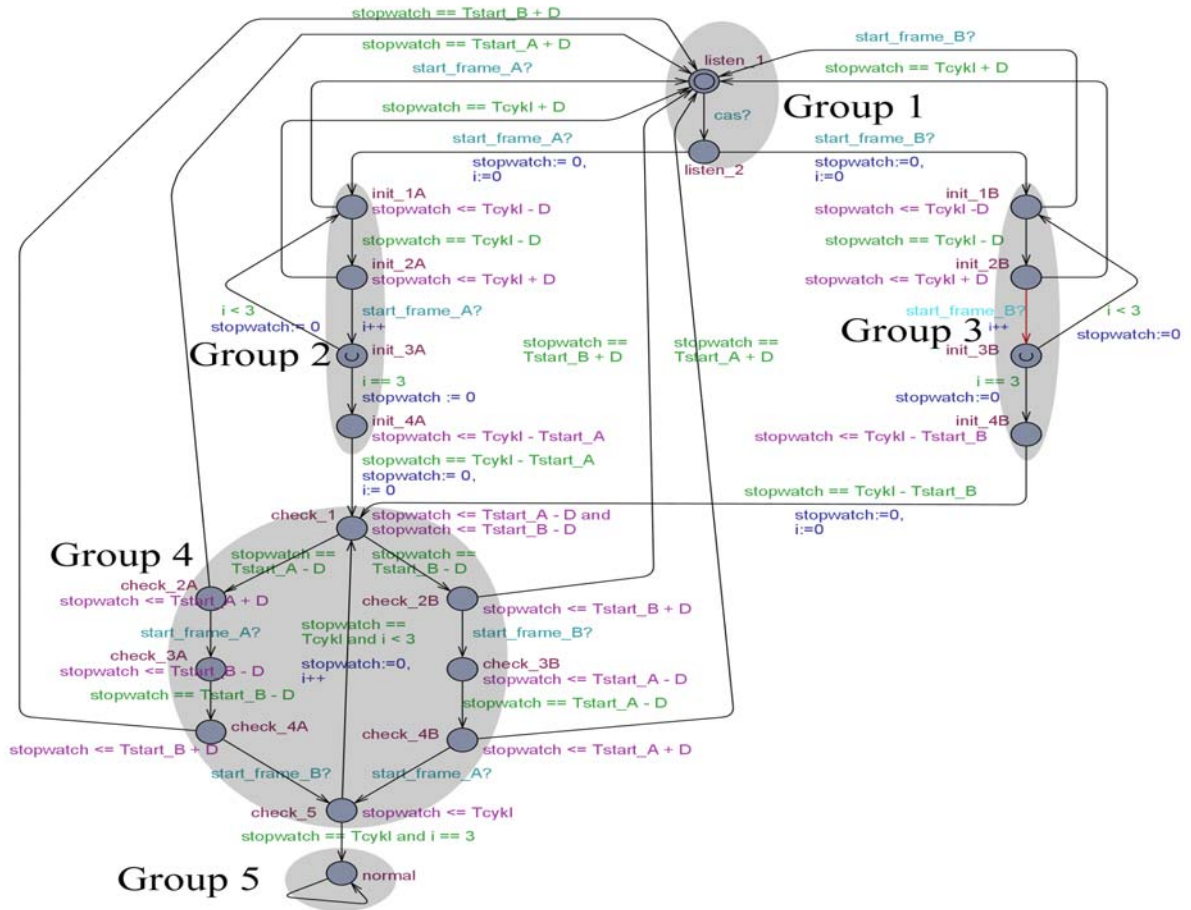 stopwatch == Tstart_B + D
stopwatch == Tstart_A + D
start_frame_A?
stopwatch == Tcykl + D
listen_1
start_frame_B?
stopwatch == Tcykl + D
Group 1
cas?
start_frame_A?
stopwatch:= 0,
i:=0
listen_2
start_frame_B?
stopwatch:=0,
i:=0
init_1A
stopwatch <= Tcykl - D
stopwatch == Tcykl - D
init_2A
stopwatch <= Tcykl + D
i < 3
stopwatch:= 0
start_frame_A?
i++
Group 2
init_3A
i == 3
stopwatch := 0
init_4A
stopwatch <= Tcykl - Tstart_A
stopwatch == Tcykl - Tstart_A
stopwatch:= 0,
i:= 0
stopwatch ==
Tstart_B + D
stopwatch ==
Tstart_A + D
init_1B
stopwatch <= Tcykl -D
stopwatch == Tcykl - D
init_2B
stopwatch <= Tcykl + D
start_frame_B?
i++
i < 3
stopwatch:=0
Group 3
init_3B
i == 3
stopwatch:=0
init_4B
stopwatch <= Tcykl - Tstart_B
stopwatch == Tcykl - Tstart_B
stopwatch:=0,
i:=0
check_1
stopwatch <= Tstart_A - D and
stopwatch <= Tstart_B - D
Group 4
stopwatch ==
Tstart_A - D
stopwatch ==
Tstart_B - D
check_2A
stopwatch <= Tstart_A + D
check_2B
stopwatch <= Tstart_B + D
start_frame_A?
stopwatch ==
Tcykl and i < 3
stopwatch:=0,
i++
start_frame_B?
check_3A
stopwatch <= Tstart_B - D
check_3B
stopwatch <= Tstart_A - D
stopwatch == Tstart_B - D
stopwatch == Tstart_A - D
check_4A
stopwatch <= Tstart_B + D
check_4B
stopwatch <= Tstart_A + D
start_frame_B?
start_frame_A?
check_5
stopwatch <= Tcykl
stopwatch == Tcykl and i == 3
Group 5
normal